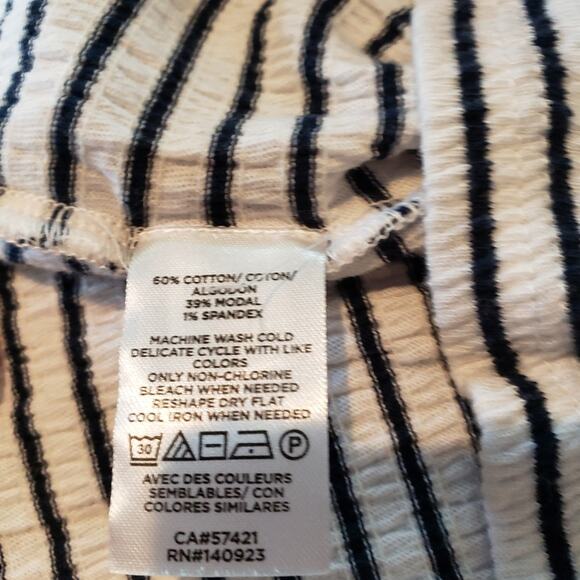 60% COTTON/ COTON/
ALGODON
39% MODAL
1% SPANDEX
MACHINE WASH COLD
DELICATE CYCLE WITH LIKE
COLORS
ONLY NON-CHLORINE
BLEACH WHEN NEEDED
RESHAPE DRY FLAT
COOL IRON WHEN NEEDED
30 P
AVEC DES COULEURS
SEMBLABLES/ CON
COLORES SIMILARES
CA#57421
RN#140923